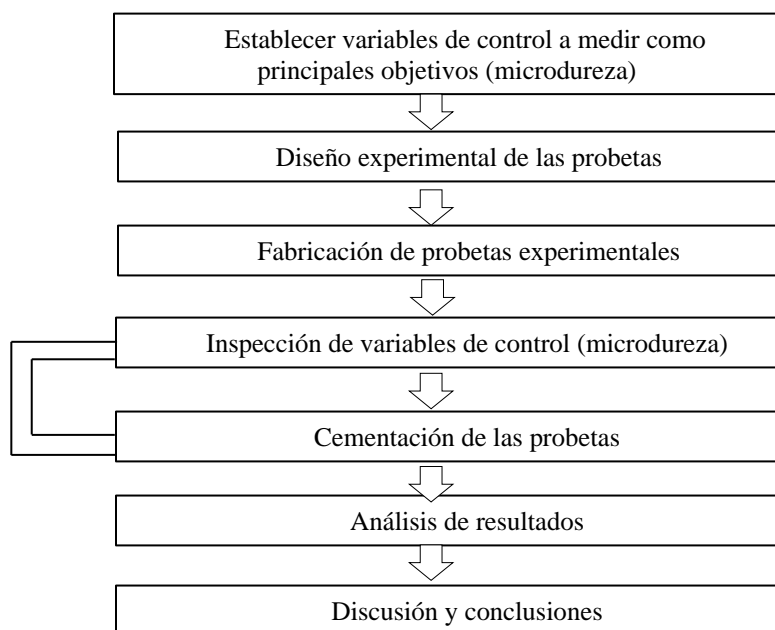 Establecer variables de control a medir como
principales objetivos (microdureza)
Diseño experimental de las probetas
Fabricación de probetas experimentales
Inspección de variables de control (microdureza)
Cementación de las probetas
Análisis de resultados
Discusión y conclusiones